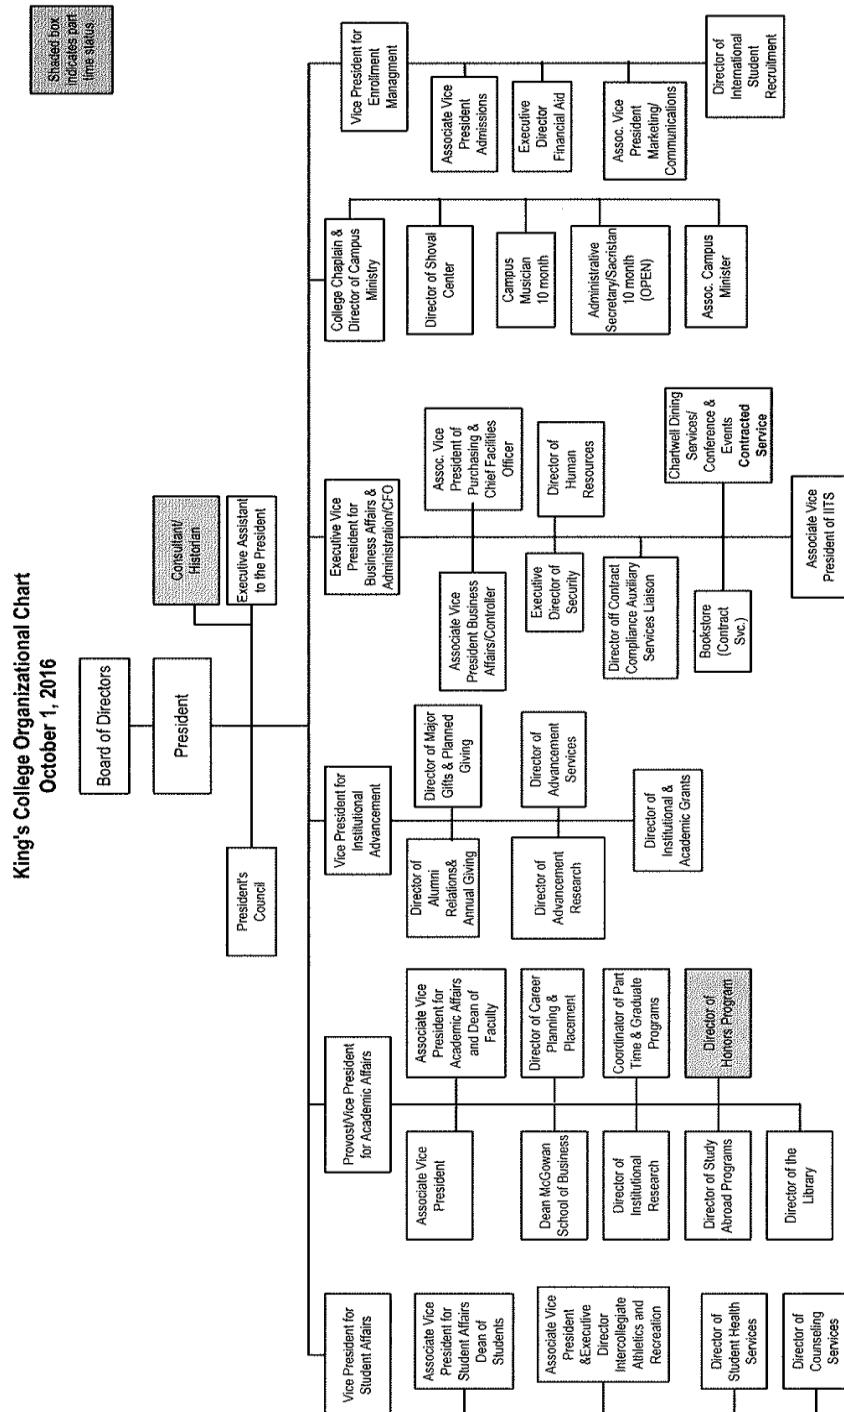 King's College Organizational Chart
October 1, 2016
Shaded box
indicates part
time status.
Board of Directors
President
Consultant/
Historian
Executive Assistant
to the President
President's
Council
Vice President for
Student Affairs
Associate Vice
President for
Student Affairs
Dean of
Students
Associate Vice
President
&Executive
Director
Intercollegiate
Athletics and
Recreation
Director of
Student Health
Services
Director of
Counseling
Services
Provost/Vice President
for Academic Affairs
Associate Vice
President
Associate Vice
President for
Academic Affairs
and Dean of
Faculty
Dean McGowan
School of Business
Director of Career
Planning &
Placement
Director of
Institutional
Research
Coordinator of Part
Time & Graduate
Programs
Director of Study
Abroad Programs
Director of
Honors Program
Director of the
Library
Vice President for
Institutional
Advancement
Director of
Alumni
Relations&
Annual Giving
Director of Major
Gifts & Planned
Giving
Director of
Advancement
Research
Director of
Advancement
Services
Director of
Institutional &
Academic Grants
Executive Vice
President for
Business Affairs &
Administration/CFO
Associate Vice
President Business
Affairs/Controller
Assoc. Vice
President of
Purchasing &
Chief Facilities
Officer
Executive
Director of
Security
Director of
Human
Resources
Director off Contract
Compliance Auxiliary
Services Liaison
Bookstore
(Contract
Svc.)
Chartwell Dining
Services/
Conference &
Events
Contracted
Service
Associate Vice
President of IITS
College Chaplain &
Director of Campus
Ministry
Director of Shoval
Center
Campus
Musician
10 month
Administrative
Secretary/Sacristan
10 month
(OPEN)
Assoc. Campus
Minister
Vice President for
Enrollment
Managment
Associate Vice
President
Admissions
Executive
Director
Financial Aid
Assoc. Vice
President
Marketing/
Communications
Director of
International
Student
Recruitment